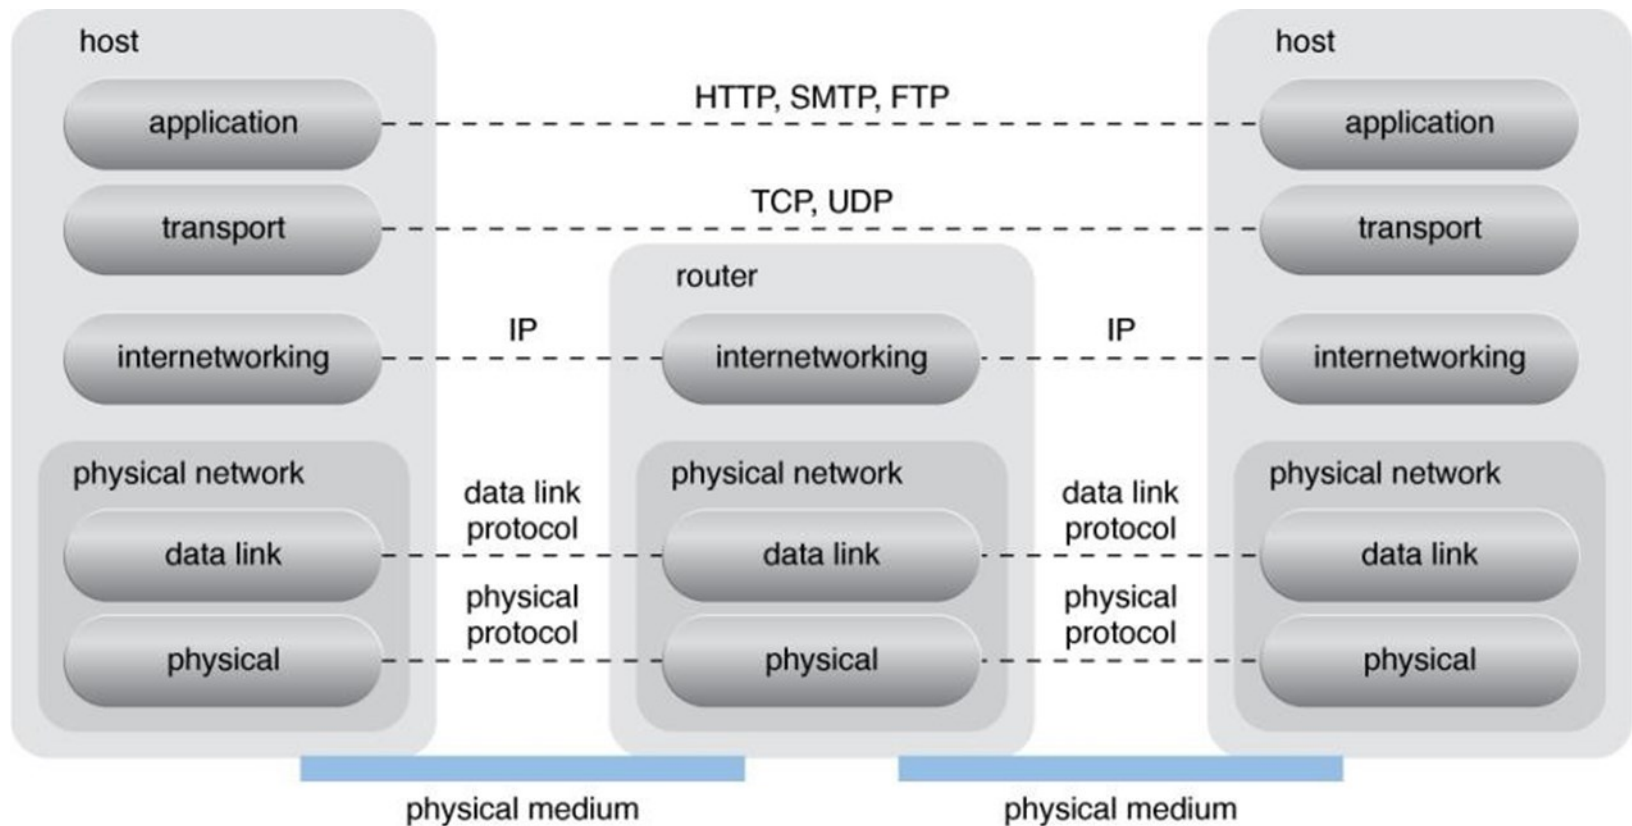 host
host
application
HTTP, SMTP, FTP
application
transport
TCP, UDP
transport
router
internetworking
IP
internetworking
IP
internetworking
physical network
physical network
physical network
data link
protocol
data link
protocol
data link
data link
data link
physical
protocol
physical
protocol
physical
physical
physical
physical medium
physical medium